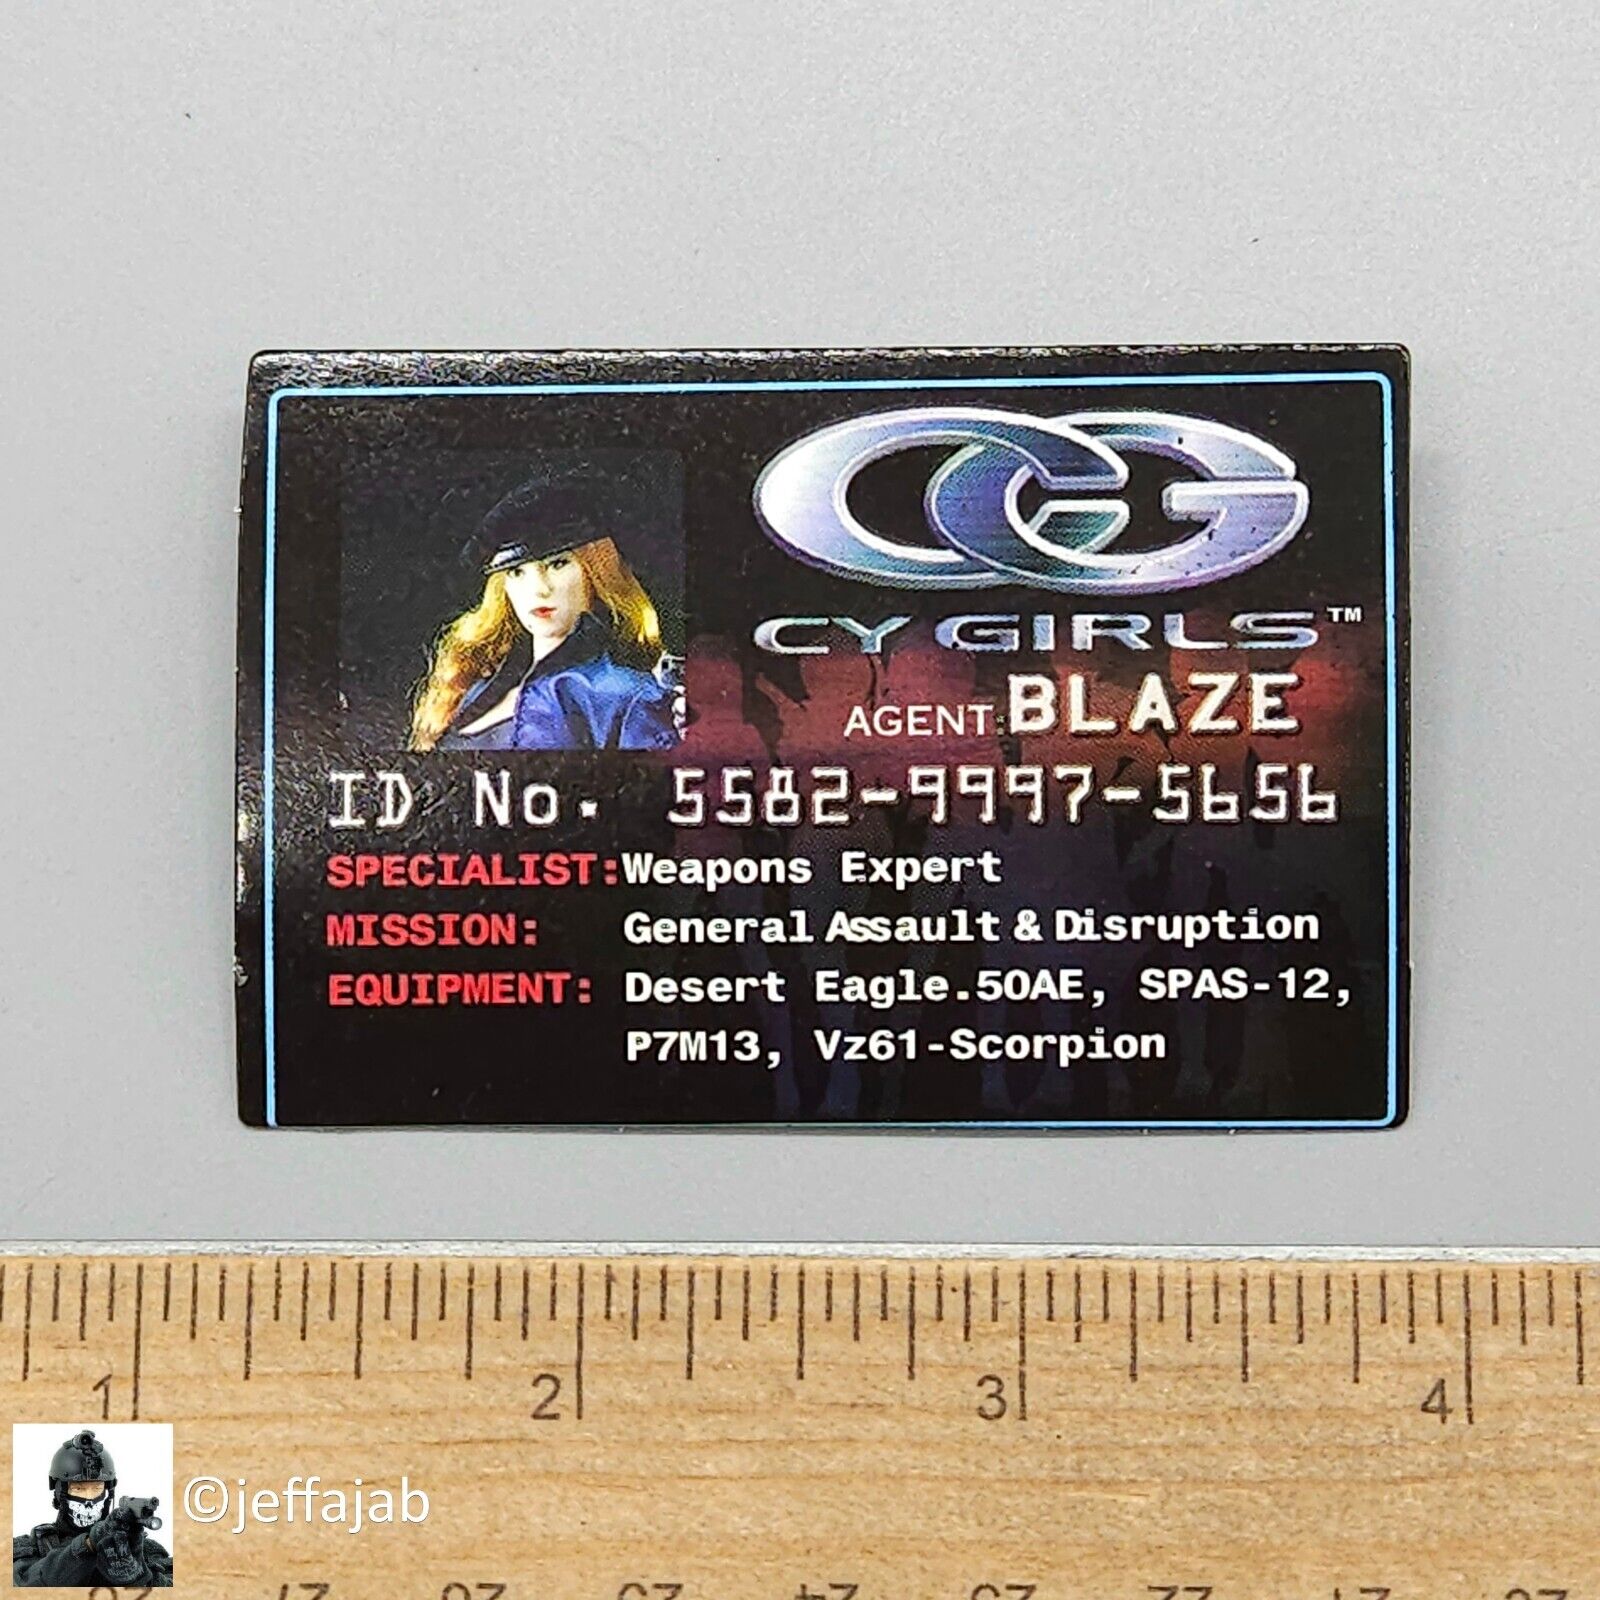 CG
CY GIRLS™
AGENT:BLAZE
ID No. 5582-9997-5656
SPECIALIST:Weapons Expert
MISSION: General Assault & Disruption
EQUIPMENT: Desert Eagle.50AE, SPAS-12,
P7M13, Vz61-Scorpion
1 2 3 4
©jeffajab